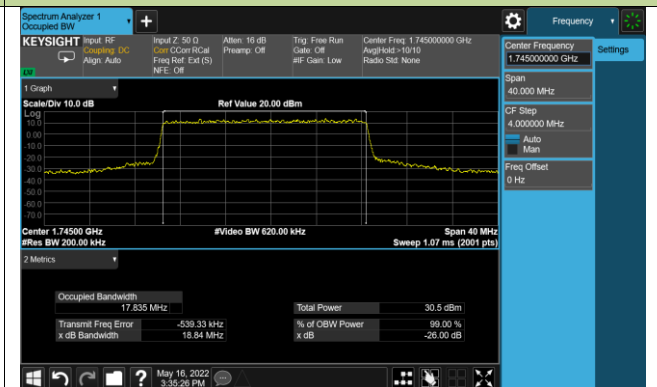 Spectrum Analyzer 1
Occupied BW
+
Frequency
KEYSIGHT
Input: RF
Coupling: DC
Align: Auto
Input Z: 50 Ω
Corr CCorr RCal
Freq Ref: Ext (S)
NFE: Off
Atten: 16 dB
Preamp: Off
Trig: Free Run
Gate: Off
#IF Gain: Low
Center Freq: 1.745000000 GHz
Avg|Hold:>10/10
Radio Std: None
LXI
Center Frequency
1.745000000 GHz
Settings
Span
40.000 MHz
CF Step
4.000000 MHz
Auto
Man
Freq Offset
0 Hz
1 Graph
Scale/Div 10.0 dB
Ref Value 20.00 dBm
Log
10.0
0.00
-10.0
-20.0
-30.0
-40.0
-50.0
-60.0
-70.0
Center 1.74500 GHz
#Video BW 620.00 kHz
Span 40 MHz
#Res BW 200.00 kHz
Sweep 1.07 ms (2001 pts)
2 Metrics
Occupied Bandwidth
17.835 MHz
Total Power
30.5 dBm
Transmit Freq Error
-539.33 kHz
% of OBW Power
99.00 %
x dB Bandwidth
18.84 MHz
x dB
-26.00 dB
?
May 16, 2022
3:35:26 PM